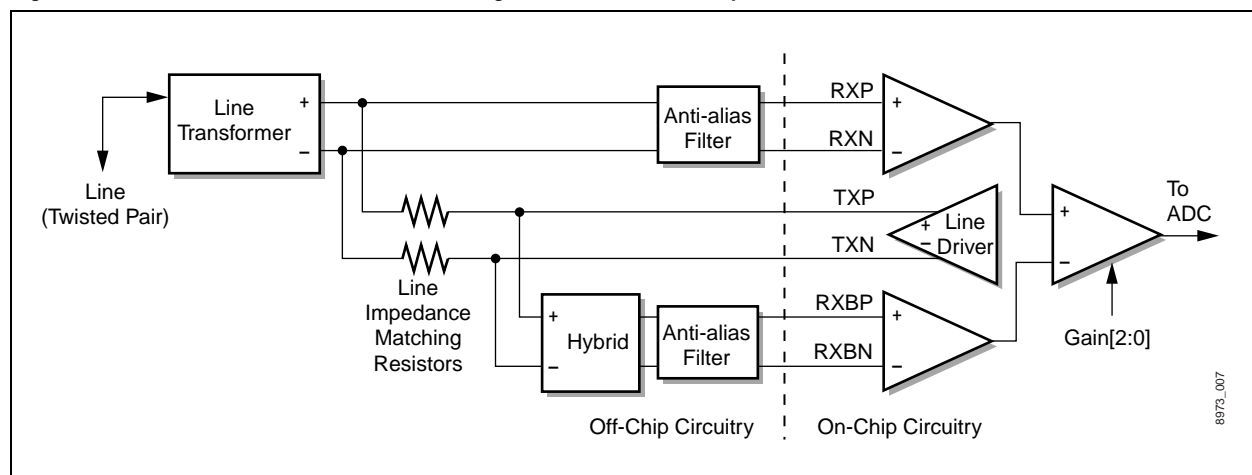 Line
Transformer
+
−
Line
(Twisted Pair)
Anti-alias
Filter
RXP
RXN
+
−
TXP
TXN
+
−
Line
Driver
+
−
To
ADC
Gain[2:0]
Line
Impedance
Matching
Resistors
+
−
Hybrid
Anti-alias
Filter
RXBP
RXBN
+
−
Off-Chip Circuitry
On-Chip Circuitry
8973_007